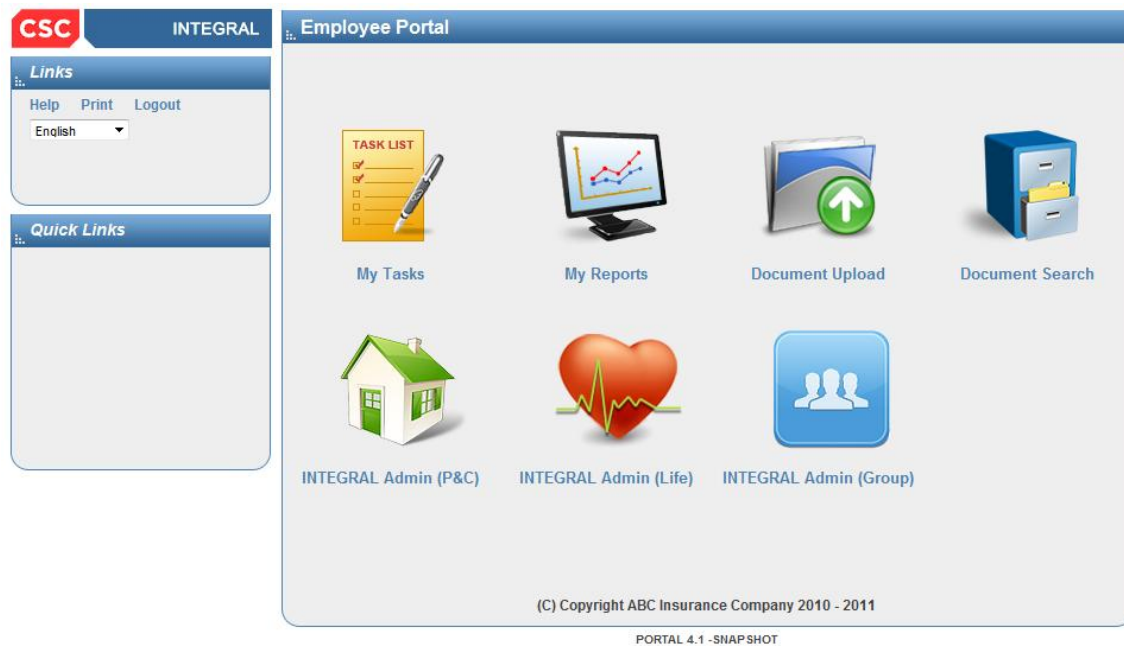 CSC INTEGRAL
Links
Help Print Logout
English
Quick Links
Employee Portal
TASK LIST
My Tasks My Reports Document Upload Document Search
INTEGRAL Admin (P&C) INTEGRAL Admin (Life) INTEGRAL Admin (Group)
(C) Copyright ABC Insurance Company 2010 - 2011
PORTAL 4.1 -SNAPSHOT